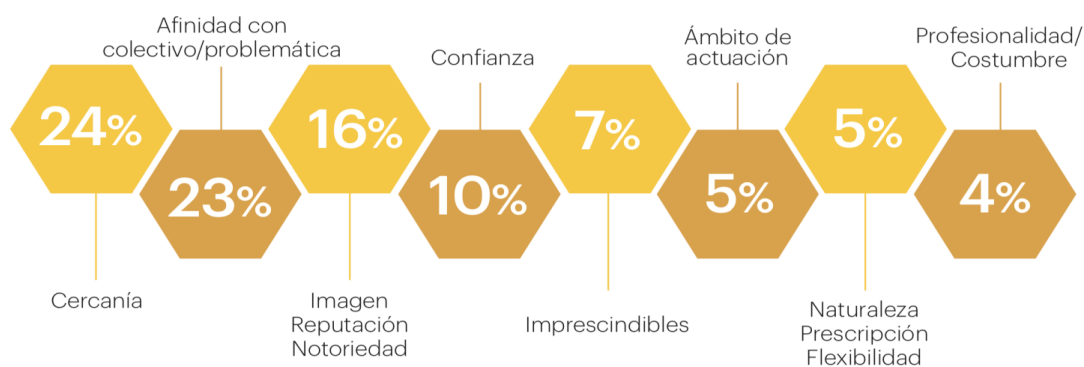 Afinidad con
colectivo/problemática
Confianza
Ámbito de
actuación
Profesionalidad/
Costumbre
24%
23%
16%
10%
7%
5%
5%
4%
Cercanía
Imagen
Reputación
Notoriedad
Imprescindibles
Naturaleza
Prescripción
Flexibilidad